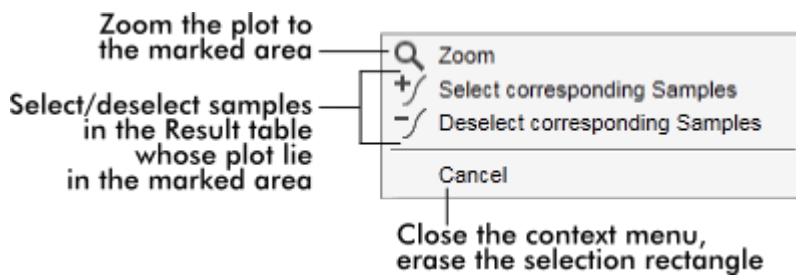 Zoom the plot to
the marked area
Zoom
Select corresponding Samples
Select/deselect samples
in the Result table
whose plot lie
in the marked area
Deselect corresponding Samples
Cancel
Close the context menu,
erase the selection rectangle